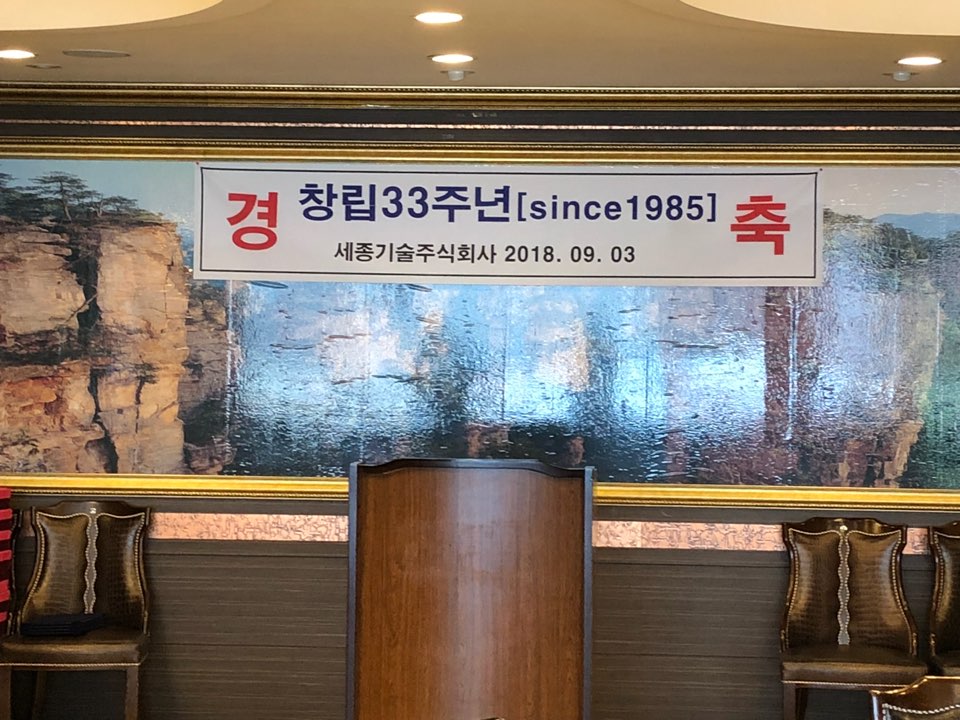 경 축
창립33주년[since1985]
세종기술주식회사 2018. 09. 03